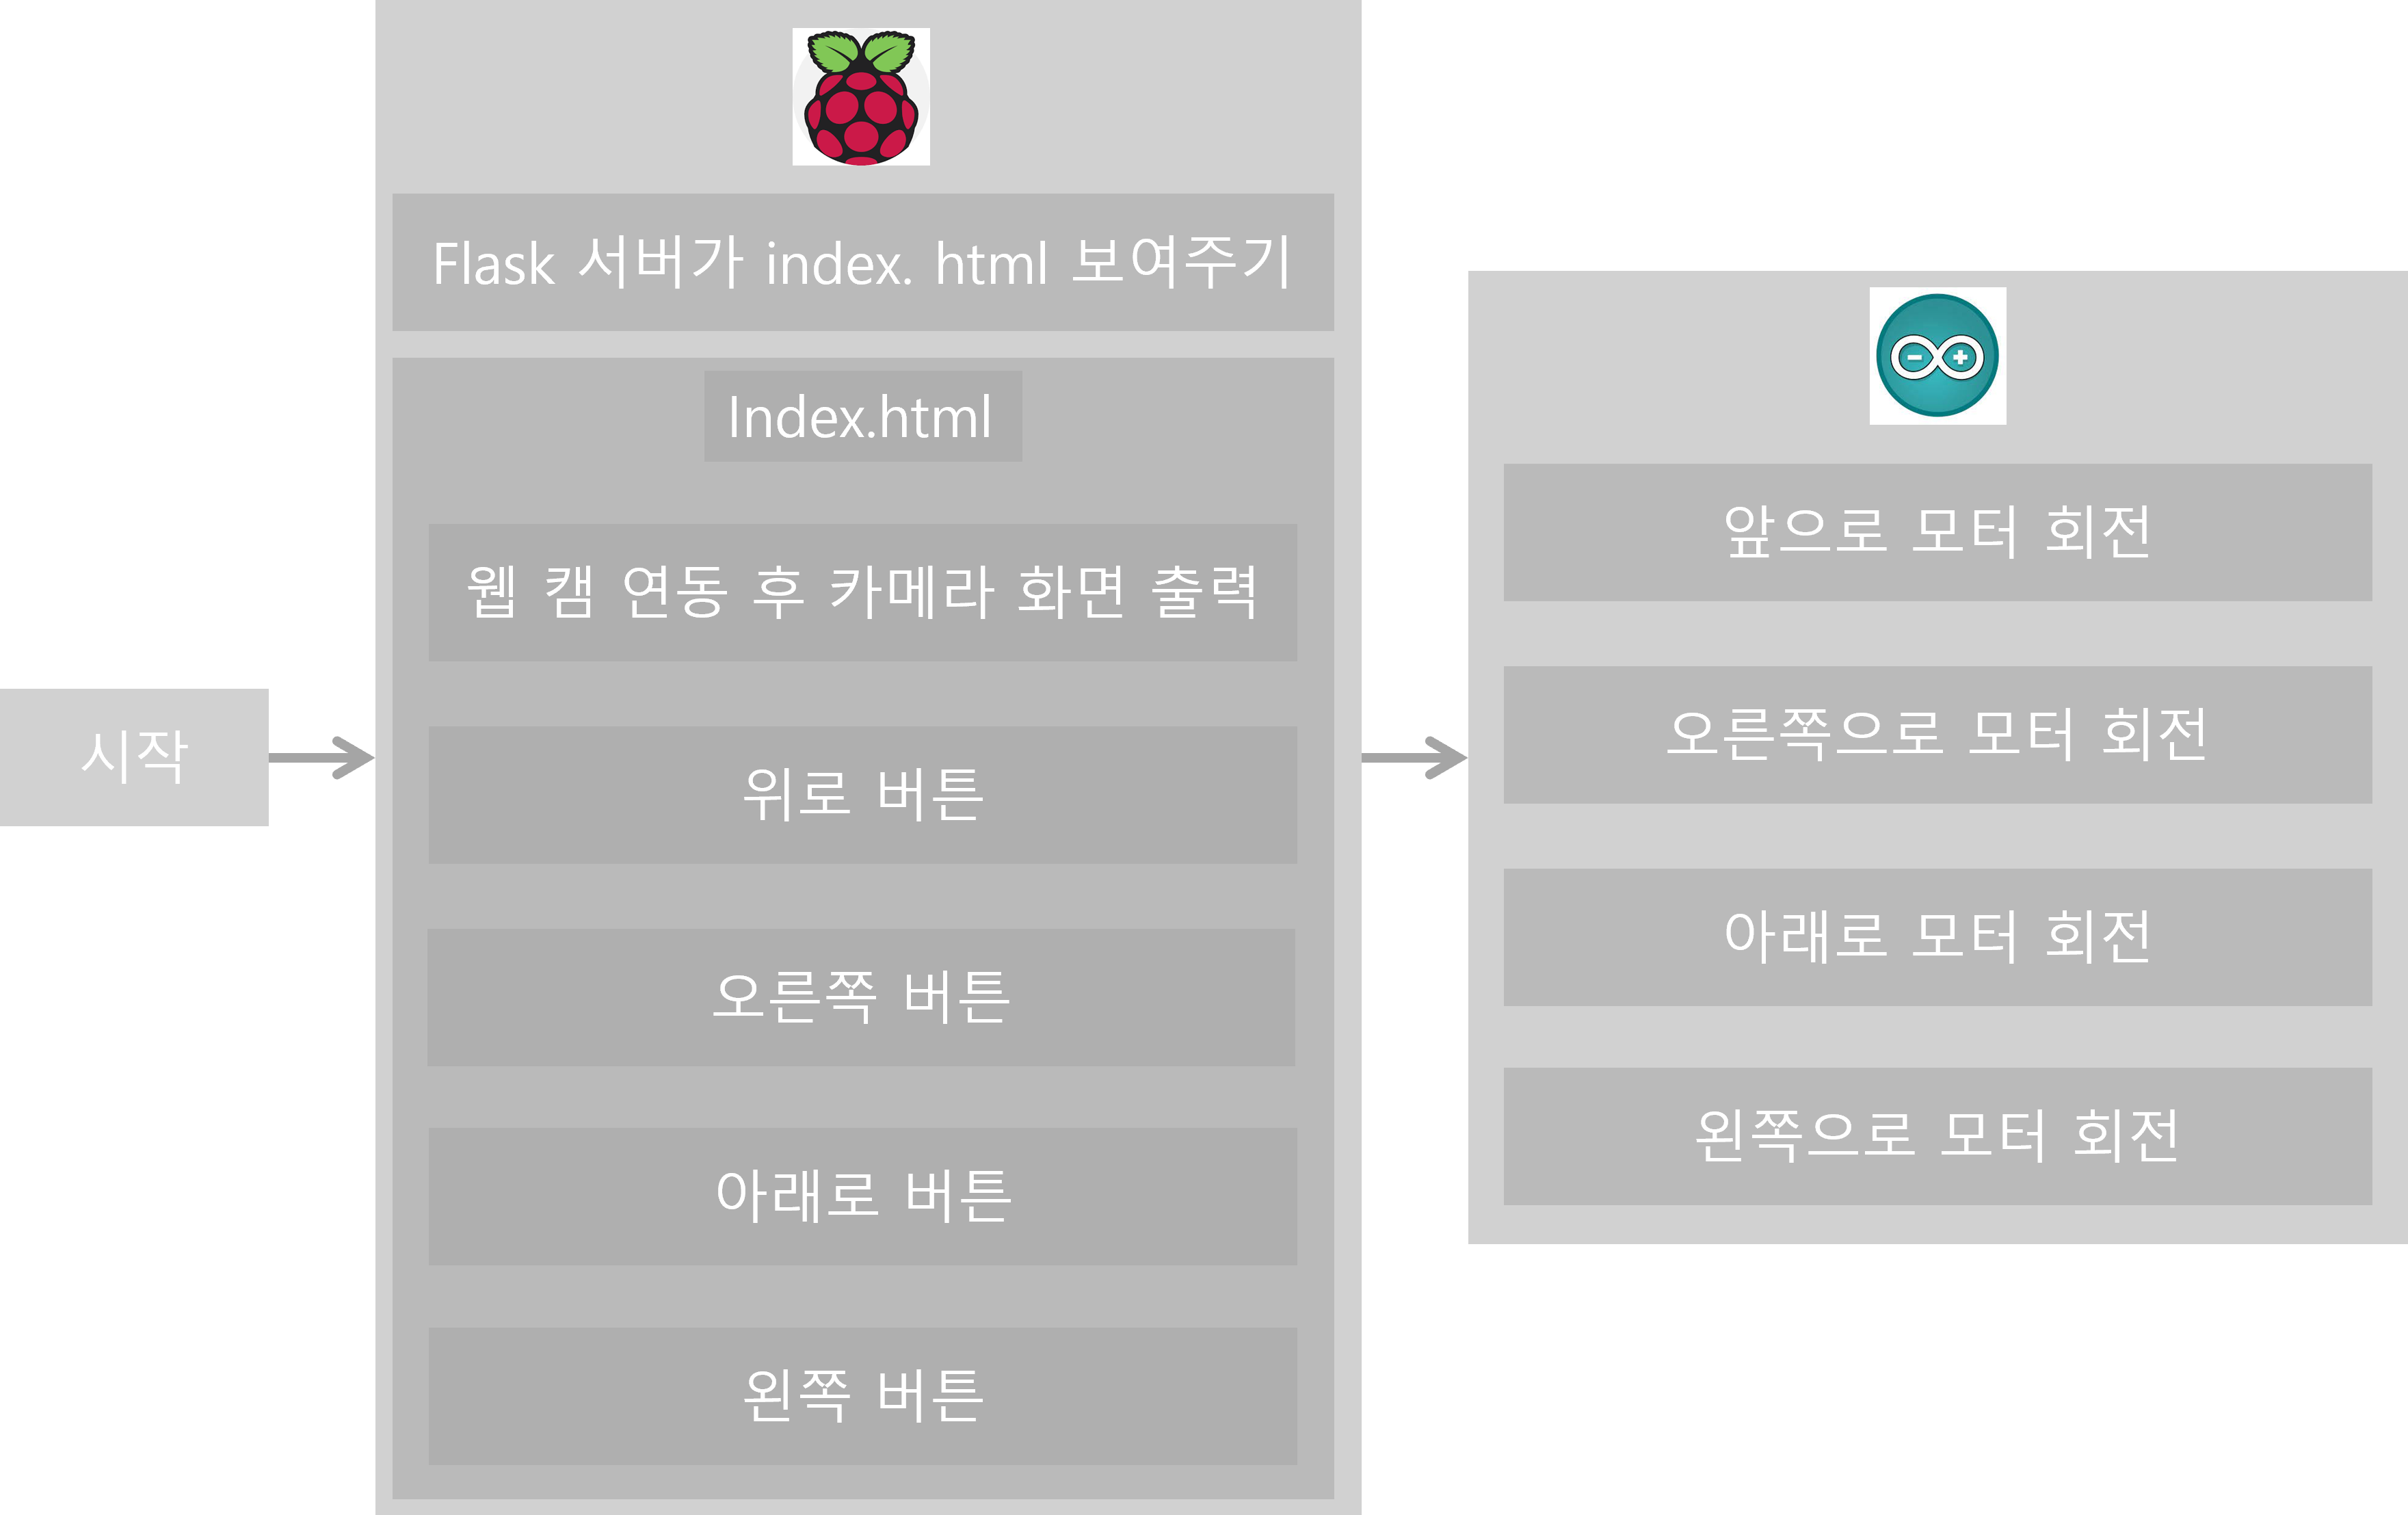 시작
Flask 서버가 index. html 보여주기
Index.html
웹 캠 연동 후 카메라 화면 출력
위로 버튼
오른쪽 버튼
아래로 버튼
왼쪽 버튼
앞으로 모터 회전
오른쪽으로 모터 회전
아래로 모터 회전
왼쪽으로 모터 회전